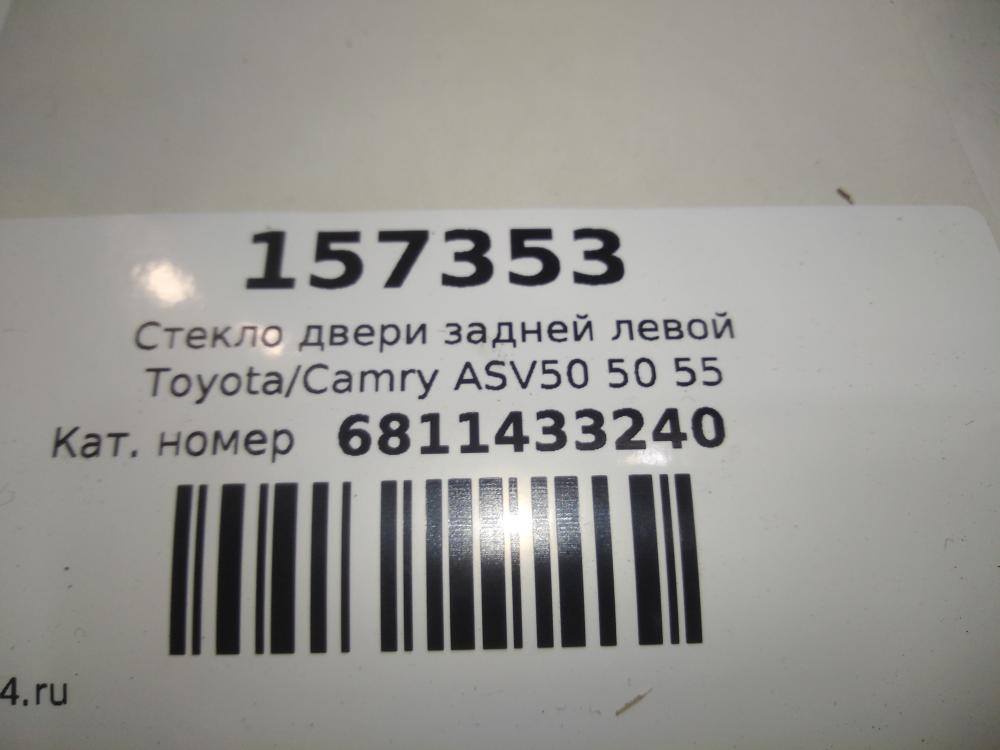 157353
Стекло двери задней левой
Toyota/Camry ASV50 50 55
Кат. номер 6811433240
4.ru